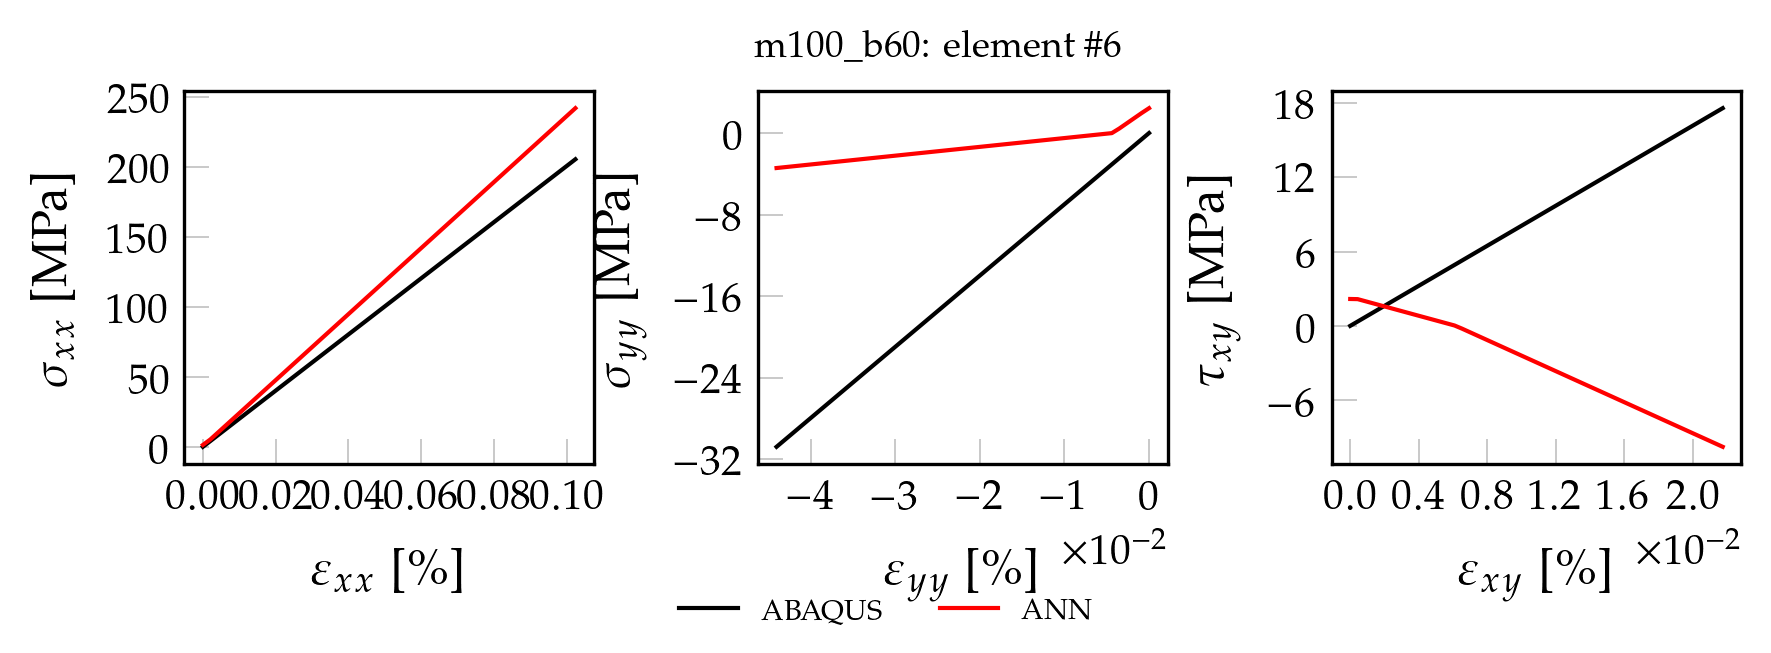 m100_b60: element #6
σxx [MPa]
250
200
150
100
50
0
0.00 0.02 0.04 0.06 0.08 0.10
εxx [%]
σyy [MPa]
0
−8
−16
−24
−32
−4 −3 −2 −1 0
×10−2
εyy [%]
τxy [MPa]
18
12
6
0
−6
0.0 0.4 0.8 1.2 1.6 2.0
×10−2
εxy [%]
ABAQUS ANN